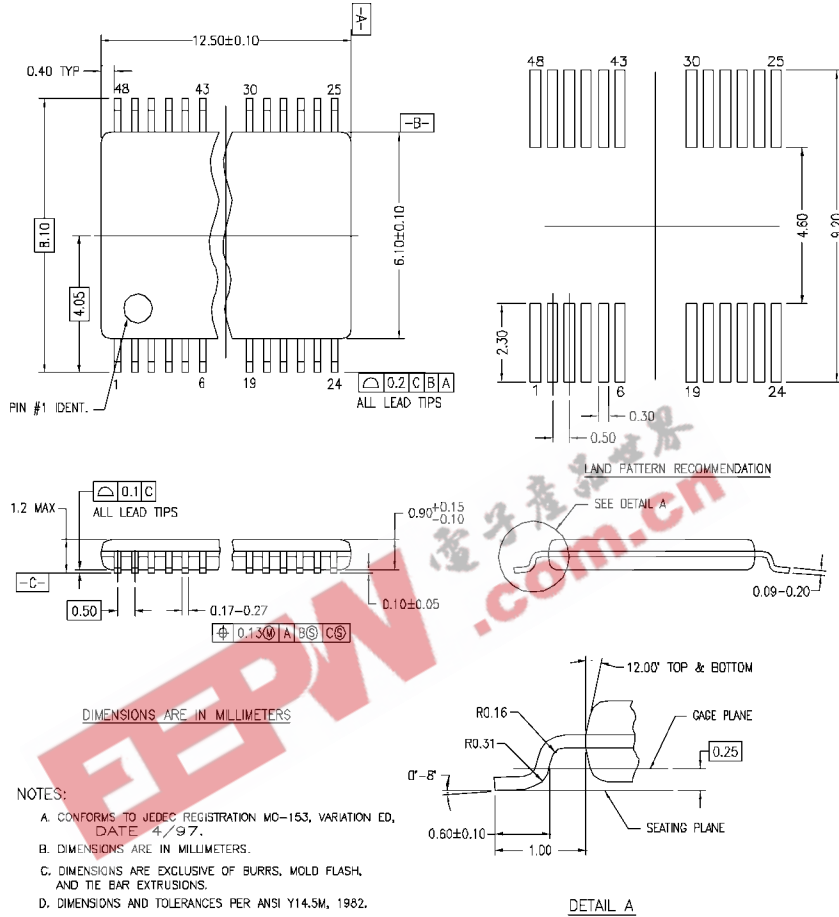 -A-
12.50±0.10
0.40 TYP
48 43 30 25
-B-
8.10
4.05
6.10±0.10
1 6 19 24
PIN #1 IDENT.
⌓ 0.2 C B A
ALL LEAD TIPS
48 43 30 25
4.60
9.20
2.30
1 6 19 24
0.30
0.50
LAND PATTERN RECOMMENDATION
⌓ 0.1 C
ALL LEAD TIPS
1.2 MAX
0.90+0.15
-0.10
-C-
0.50
0.17-0.27
0.10±0.05
⌖ 0.13Ⓜ A BⓈ CⓈ
SEE DETAIL A
0.09-0.20
電子產品世界
EEPW.com.cn
DIMENSIONS ARE IN MILLIMETERS
12.00° TOP & BOTTOM
R0.16
R0.31
GAGE PLANE
0.25
0°-8°
0.60±0.10
1.00
SEATING PLANE
DETAIL A
NOTES:
A. CONFORMS TO JEDEC REGISTRATION MO-153, VARIATION ED,
DATE 4/97.
B. DIMENSIONS ARE IN MILLIMETERS.
C. DIMENSIONS ARE EXCLUSIVE OF BURRS, MOLD FLASH,
AND TIE BAR EXTRUSIONS.
D. DIMENSIONS AND TOLERANCES PER ANSI Y14.5M, 1982.